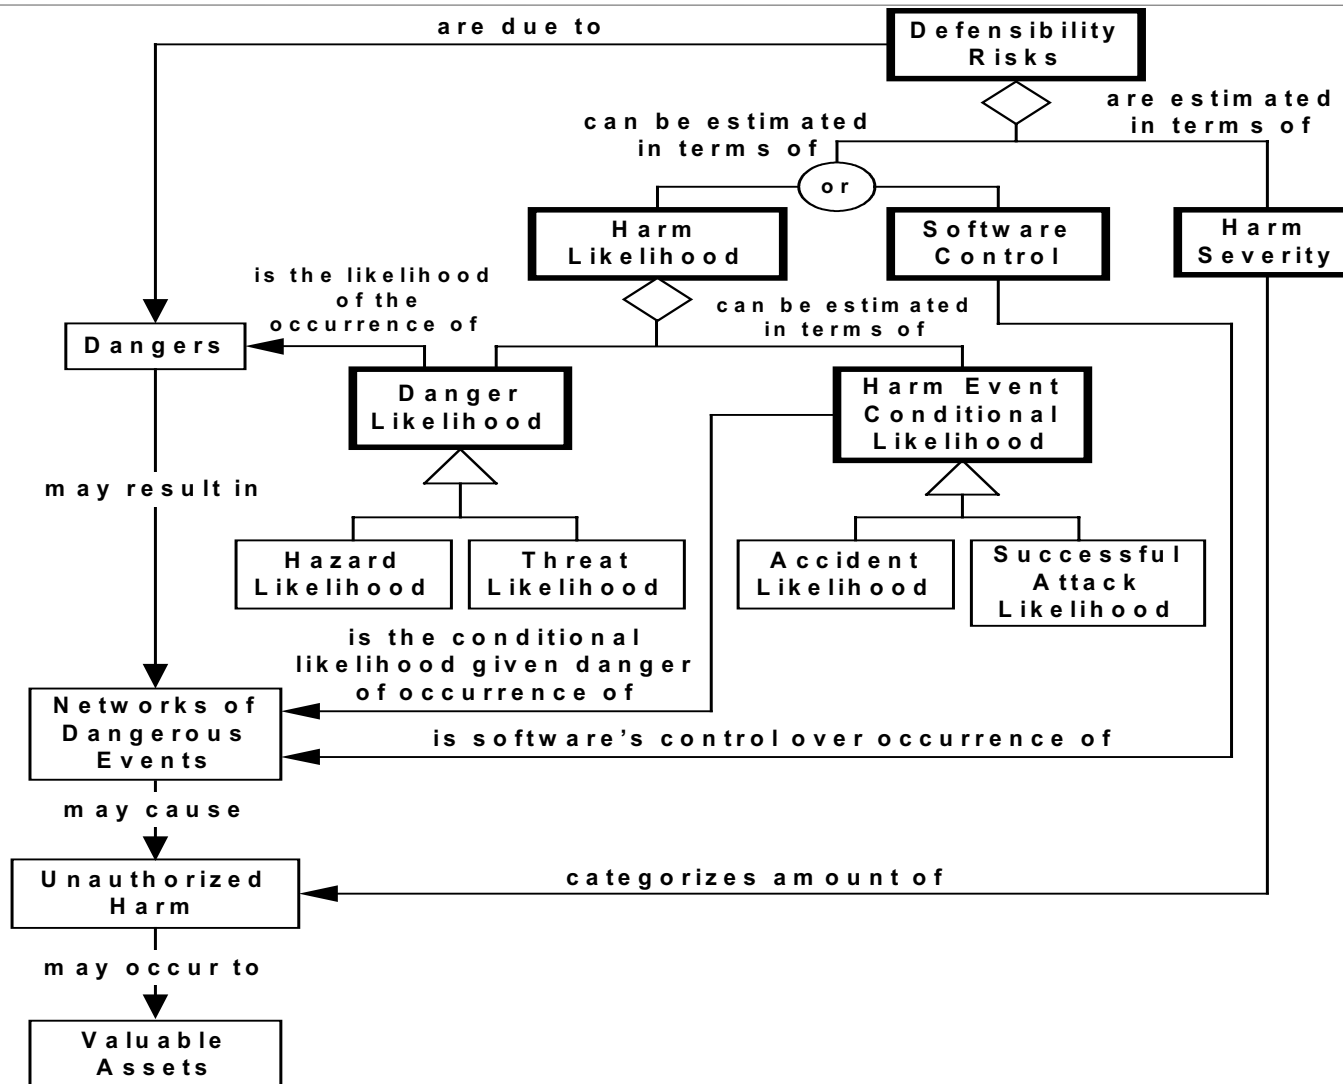 are due to
Defensibility
Risks
are estimated
in terms of
can be estimated
in terms of
or
Harm
Likelihood
Software
Control
Harm
Severity
is the likelihood
of the
occurrence of
can be estimated
in terms of
Dangers
Danger
Likelihood
Harm Event
Conditional
Likelihood
may result in
Hazard
Likelihood
Threat
Likelihood
Accident
Likelihood
Successful
Attack
Likelihood
is the conditional
likelihood given danger
of occurrence of
Networks of
Dangerous
Events
is software's control over occurrence of
may cause
Unauthorized
Harm
categorizes amount of
may occur to
Valuable
Assets